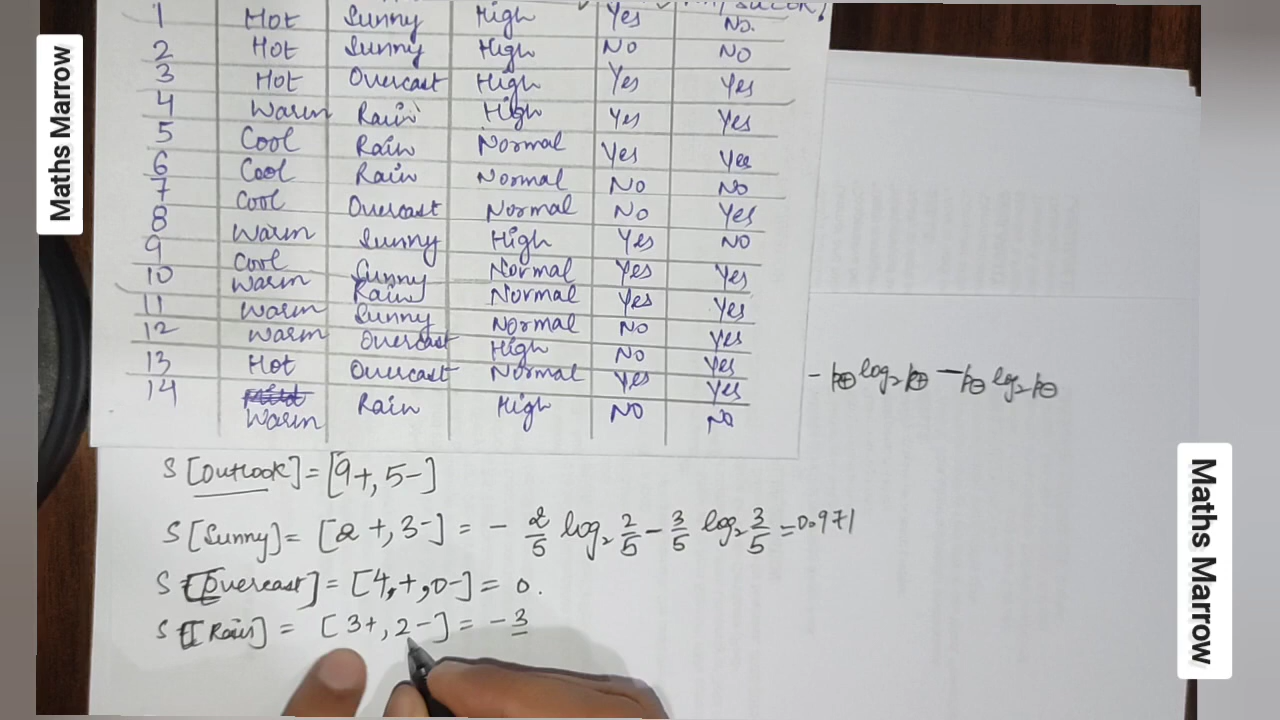 1 Hot Sunny High Yes No.
2 Hot Sunny High No No
3 Hot Overcast High Yes Yes
4 Warm Rain High Yes Yes
5 Cool Rain Normal Yes Yes
6 Cool Rain Normal No No
7 Cool Overcast Normal No Yes
8 Warm Sunny High Yes No
9 Cool Sunny Normal Yes Yes
10 Warm Rain Normal Yes Yes
11 Warm Sunny Normal No Yes
12 Warm Overcast High No Yes
13 Hot Overcast Normal Yes Yes
14 Warm Rain High No No
- p⊕ log₂ p⊕ - p⊖ log₂ p⊖
S [Outlook] = [9+, 5-]
S [Sunny] = [2+, 3-] = - 2/5 log₂ 2/5 - 3/5 log₂ 3/5 = 0.971
S [Overcast] = [4,+, 0-] = 0.
S [Rain] = [3+, 2-] = - 3
Maths Marrow
Maths Marrow